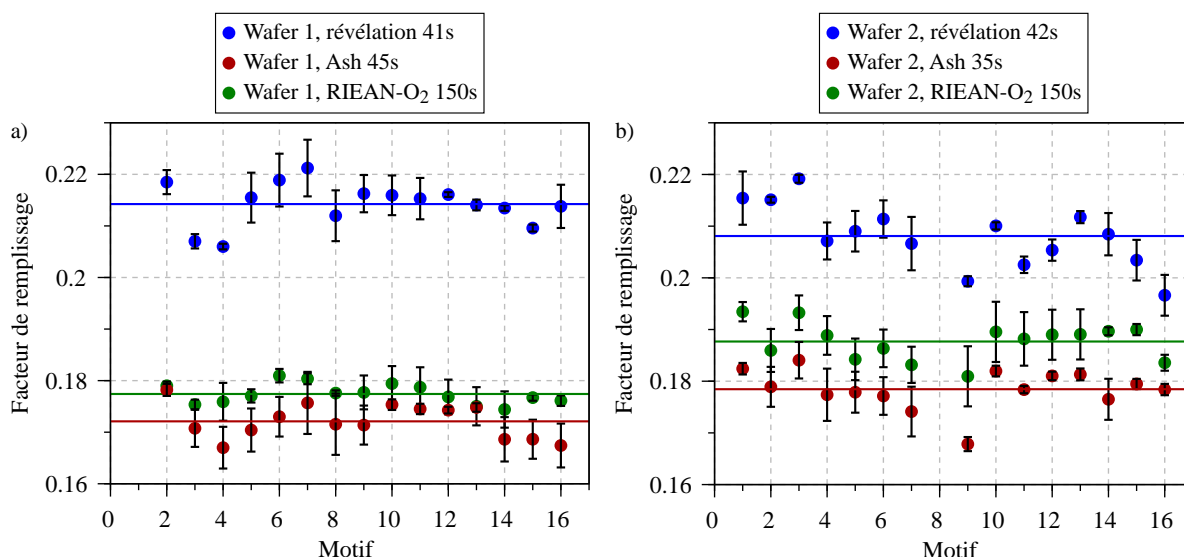 Wafer 1, révélation 41s
Wafer 1, Ash 45s
Wafer 1, RIEAN-O₂ 150s
a)
Facteur de remplissage
0.22
0.2
0.18
0.16
0 2 4 6 8 10 12 14 16
Motif
Wafer 2, révélation 42s
Wafer 2, Ash 35s
Wafer 2, RIEAN-O₂ 150s
b)
Facteur de remplissage
0.22
0.2
0.18
0.16
0 2 4 6 8 10 12 14 16
Motif